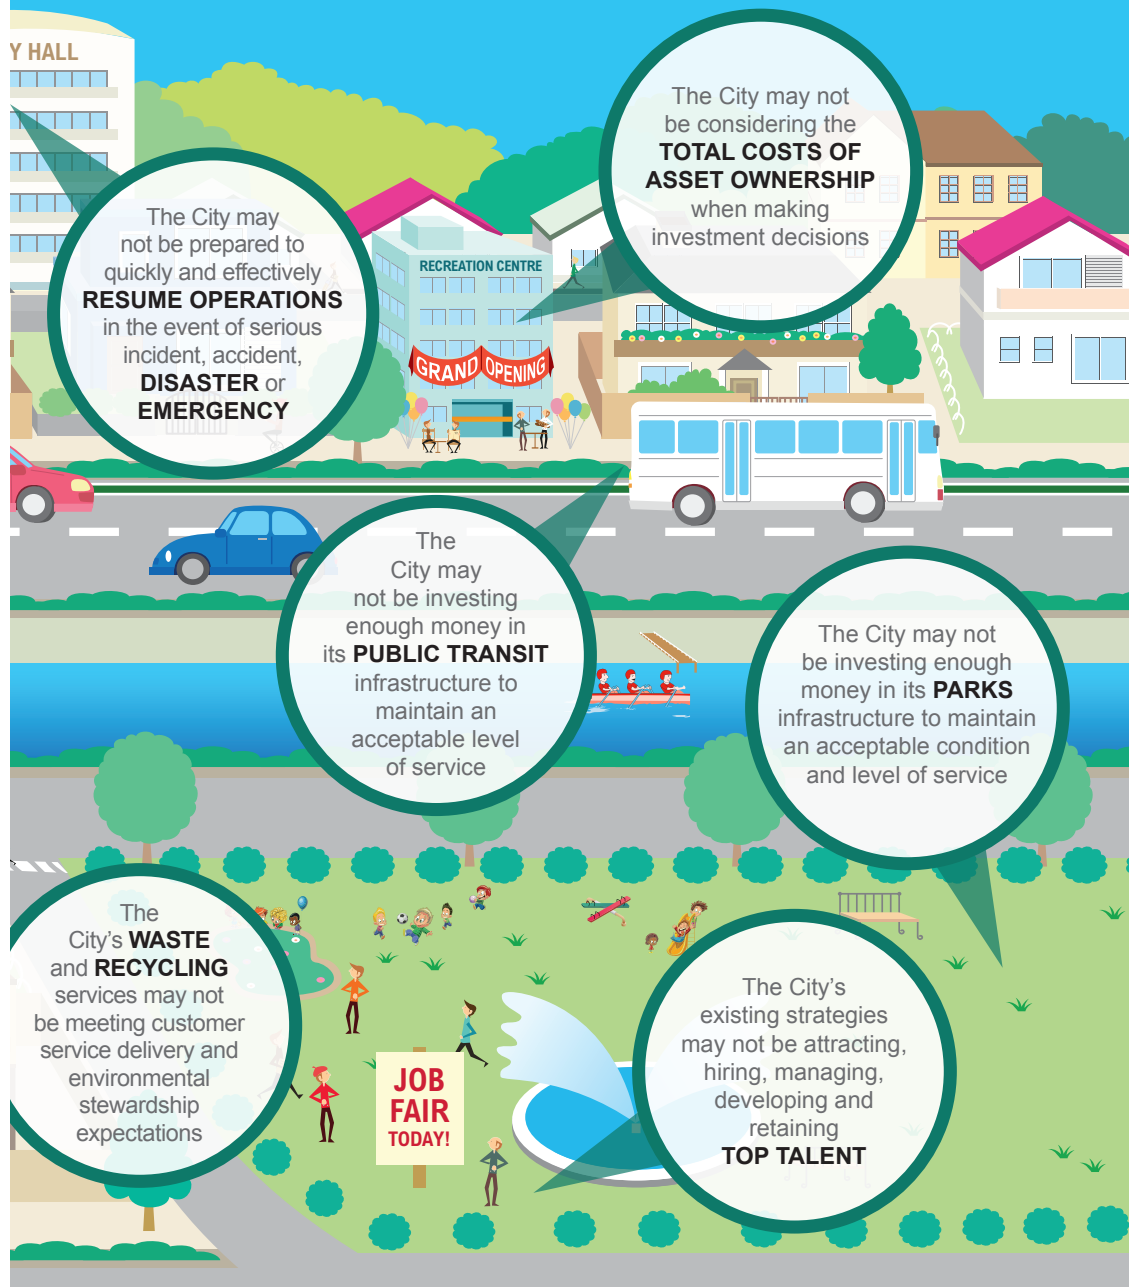 Y HALL
The City may not
be considering the
TOTAL COSTS OF
ASSET OWNERSHIP
when making
investment decisions
The City may
not be prepared to
quickly and effectively
RESUME OPERATIONS
in the event of serious
incident, accident,
DISASTER or
EMERGENCY
RECREATION CENTRE
GRAND OPENING
The
City may
not be investing
enough money in
its PUBLIC TRANSIT
infrastructure to
maintain an
acceptable level
of service
The City may not
be investing enough
money in its PARKS
infrastructure to maintain
an acceptable condition
and level of service
The
City's WASTE
and RECYCLING
services may not
be meeting customer
service delivery and
environmental
stewardship
expectations
The City's
existing strategies
may not be attracting,
hiring, managing,
developing and
retaining
TOP TALENT
JOB
FAIR
TODAY!